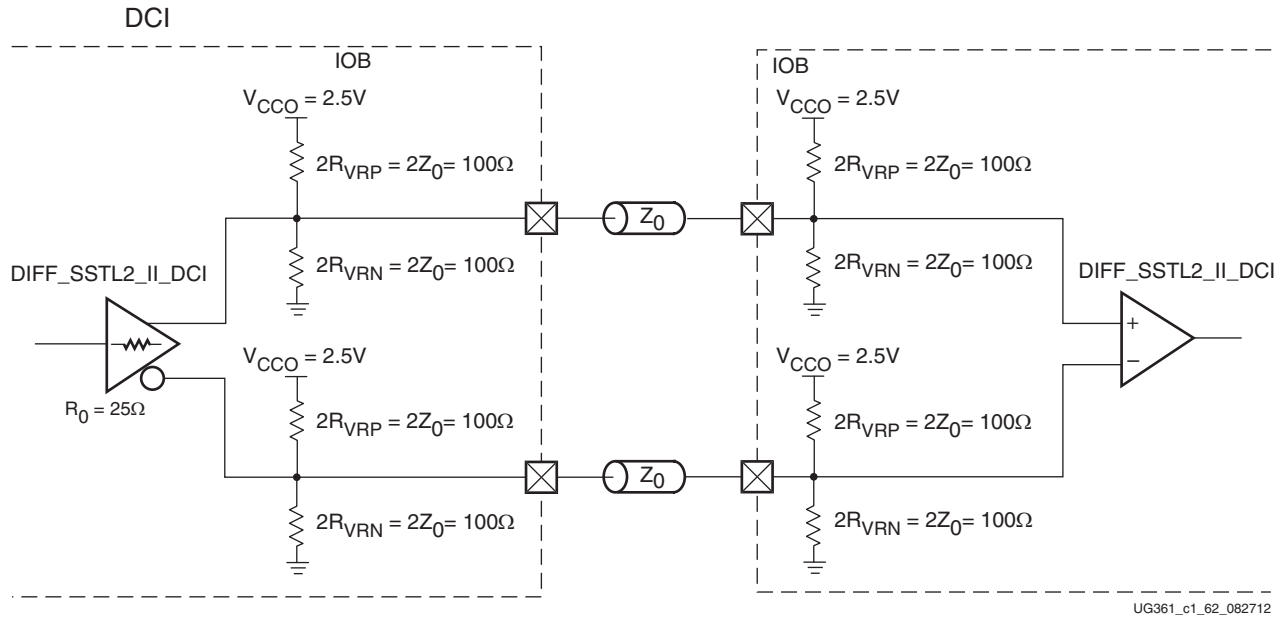 DCI
IOB
V_CCO = 2.5V
2R_VRP = 2Z_0= 100Ω
2R_VRN = 2Z_0= 100Ω
DIFF_SSTL2_II_DCI
R_0 = 25Ω
V_CCO = 2.5V
2R_VRP = 2Z_0= 100Ω
2R_VRN = 2Z_0= 100Ω
Z_0
Z_0
IOB
V_CCO = 2.5V
2R_VRP = 2Z_0= 100Ω
2R_VRN = 2Z_0= 100Ω
DIFF_SSTL2_II_DCI
+
−
V_CCO = 2.5V
2R_VRP = 2Z_0= 100Ω
2R_VRN = 2Z_0= 100Ω
UG361_c1_62_082712